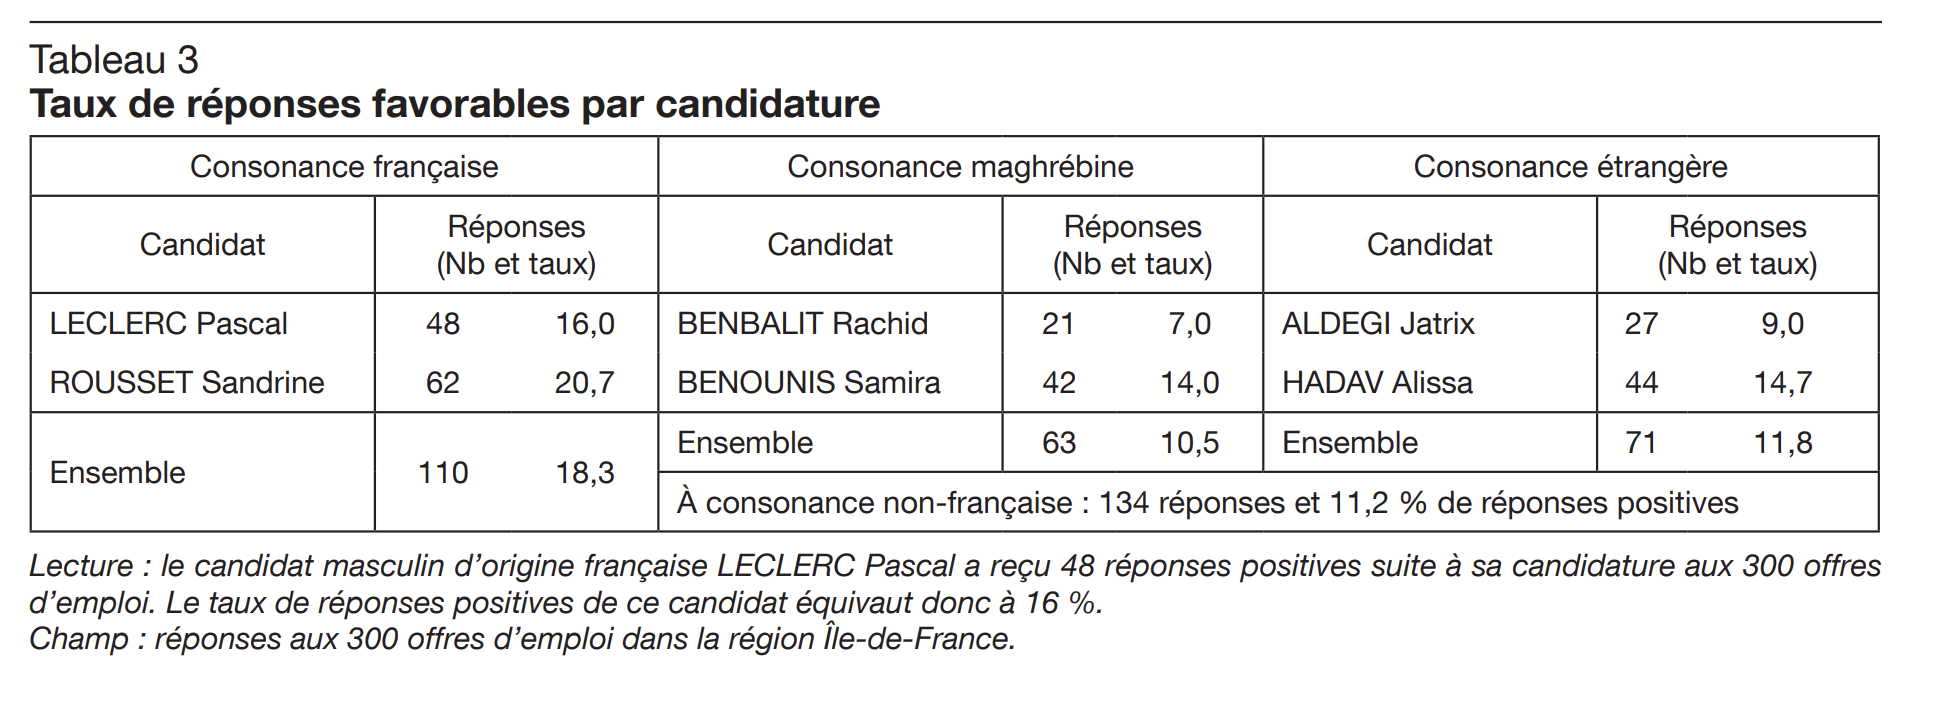 Tableau 3
Taux de réponses favorables par candidature
Consonance française Consonance maghrébine Consonance étrangère
Candidat Réponses (Nb et taux) Candidat Réponses (Nb et taux) Candidat Réponses (Nb et taux)
LECLERC Pascal 48 16,0 BENBALIT Rachid 21 7,0 ALDEGI Jatrix 27 9,0
ROUSSET Sandrine 62 20,7 BENOUNIS Samira 42 14,0 HADAV Alissa 44 14,7
Ensemble 110 18,3 Ensemble 63 10,5 Ensemble 71 11,8
À consonance non-française : 134 réponses et 11,2 % de réponses positives
Lecture : le candidat masculin d’origine française LECLERC Pascal a reçu 48 réponses positives suite à sa candidature aux 300 offres
d’emploi. Le taux de réponses positives de ce candidat équivaut donc à 16 %.
Champ : réponses aux 300 offres d’emploi dans la région Île-de-France.